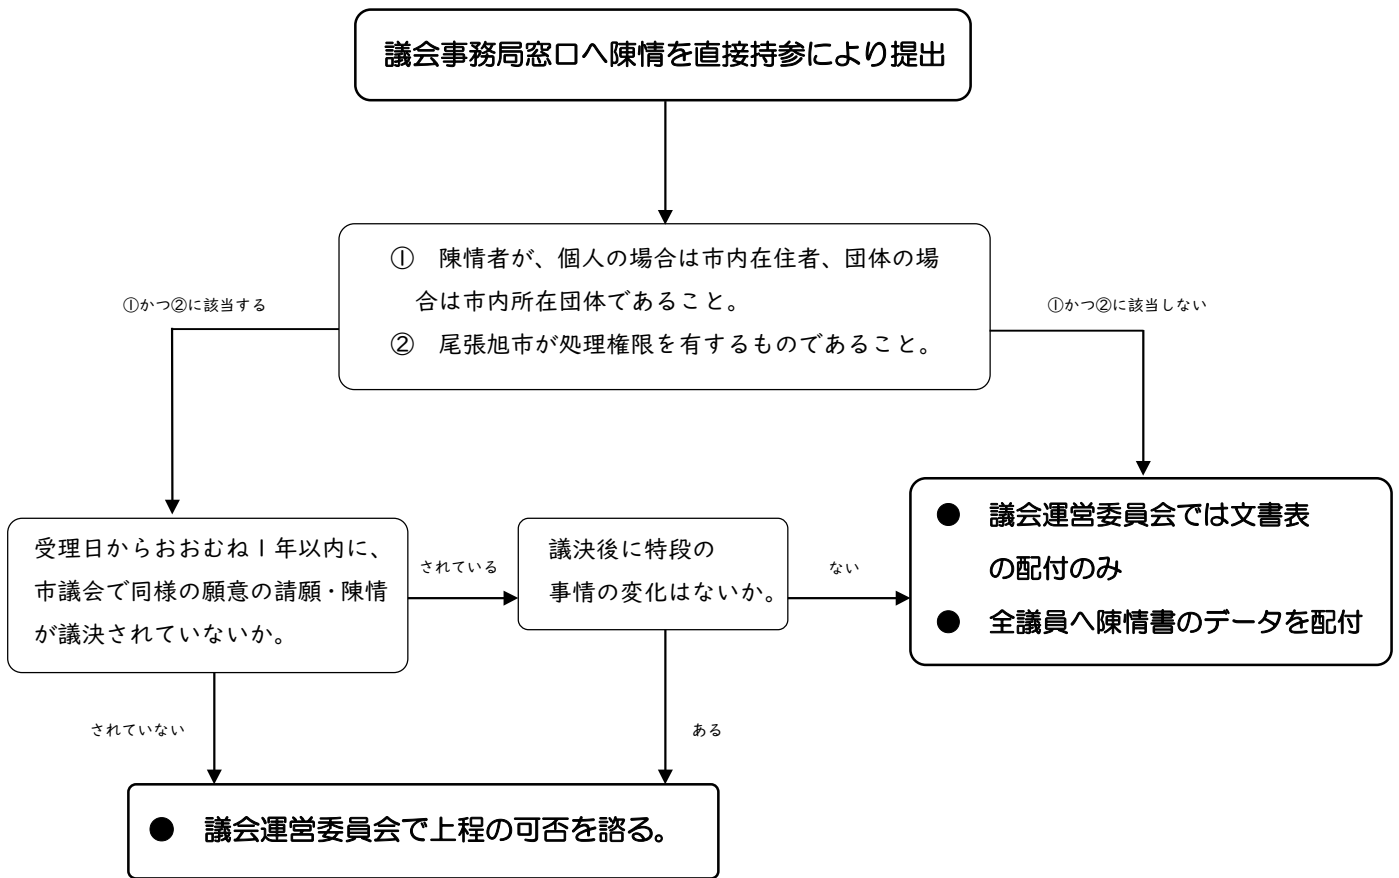 議会事務局窓口へ陳情を直接持参により提出
① 陳情者が、個人の場合は市内在住者、団体の場
合は市内所在団体であること。
② 尾張旭市が処理権限を有するものであること。
①かつ②に該当する
①かつ②に該当しない
受理日からおおむね1年以内に、
市議会で同様の願意の請願・陳情
が議決されていないか。
されている
議決後に特段の
事情の変化はないか。
ない
● 議会運営委員会では文書表
の配付のみ
● 全議員へ陳情書のデータを配付
されていない
ある
● 議会運営委員会で上程の可否を諮る。